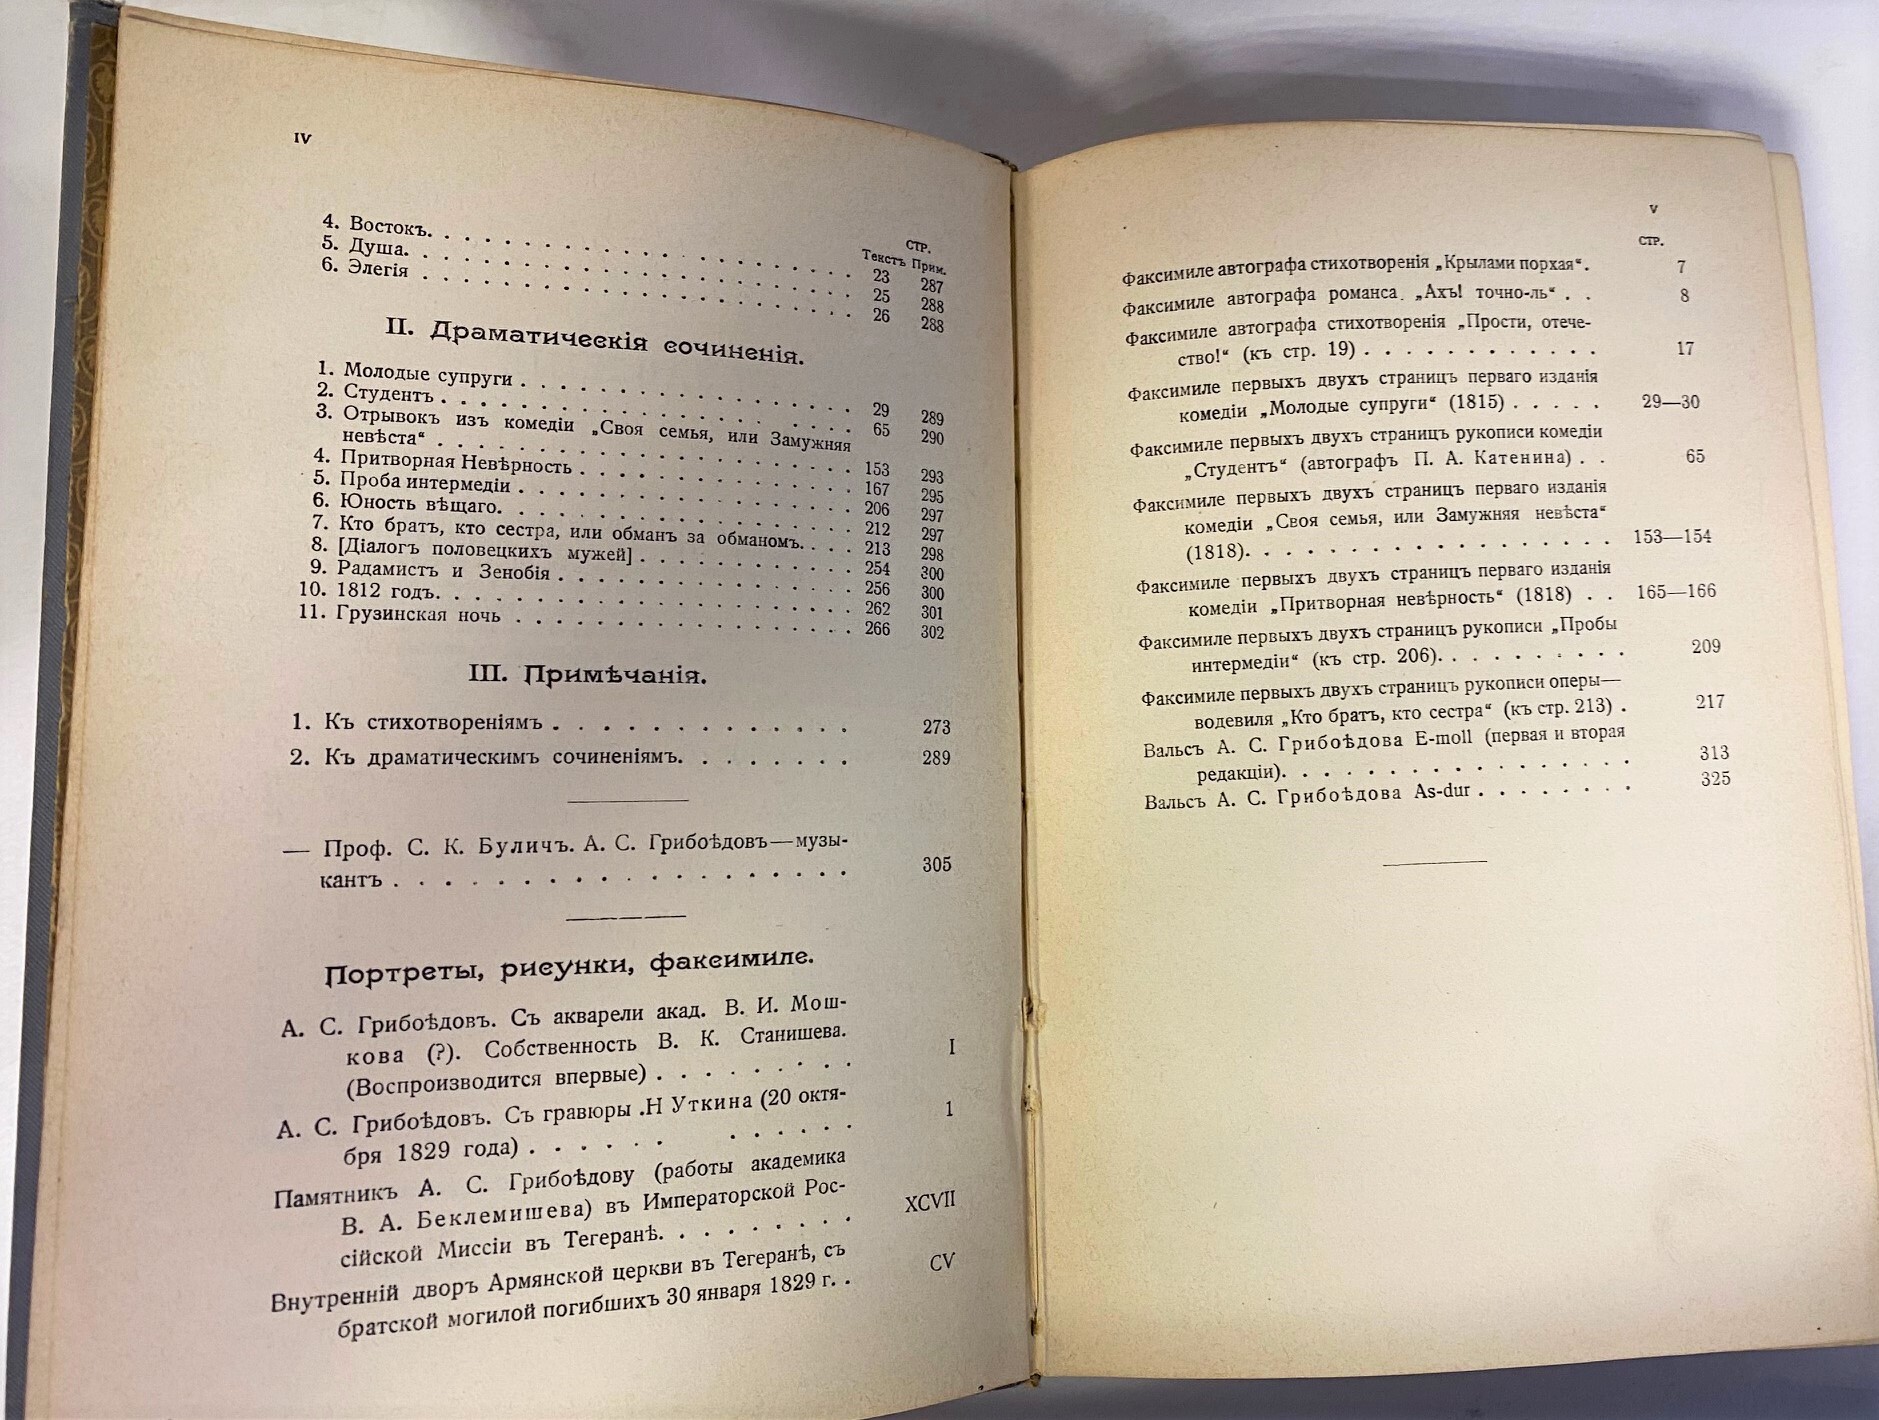 IV
СТР.
Текстъ Прим.
4. Востокъ. . . . . . . . . . . . . . . . . . 23 287
5. Душа. . . . . . . . . . . . . . . . . . . 25 288
6. Элегія . . . . . . . . . . . . . . . . . . 26 288
II. Драматическія сочиненія.
1. Молодые супруги . . . . . . . . . . . . . . 29 289
2. Студентъ . . . . . . . . . . . . . . . . . 65 290
3. Отрывокъ изъ комедіи „Своя семья, или Замужняя
невѣста“ . . . . . . . . . . . . . . . . . 153 293
4. Притворная Невѣрность . . . . . . . . . . . 167 295
5. Проба интермедіи . . . . . . . . . . . . . . 206 297
6. Юность вѣщаго. . . . . . . . . . . . . . . . 212 297
7. Кто братъ, кто сестра, или обман за обманомъ. . . . 213 298
8. [Діалогъ половецкихъ мужей] . . . . . . . . . 254 300
9. Радамистъ и Зенобія . . . . . . . . . . . . . 256 300
10. 1812 годъ. . . . . . . . . . . . . . . . . . 262 301
11. Грузинская ночь . . . . . . . . . . . . . . . 266 302
III. Примѣчанія.
1. Къ стихотвореніямъ . . . . . . . . . . . . . 273
2. Къ драматическимъ сочиненіямъ. . . . . . . . 289
— Проф. С. К. Буличъ. А. С. Грибоѣдовъ—музы-
кантъ . . . . . . . . . . . . . . . . . . 305
Портреты, рисунки, факсимиле.
А. С. Грибоѣдовъ. Съ акварели акад. В. И. Мош-
кова (?). Собственность В. К. Станишева.
(Воспроизводится впервые) . . . . . . . . I
А. С. Грибоѣдовъ. Съ гравюры .Н Уткина (20 октя-
бря 1829 года) . . . . . . . . . . . . 1
Памятникъ А. С. Грибоѣдову (работы академика
В. А. Беклемишева) въ Императорской Рос-
сійской Миссіи въ Тегеранѣ. . . . . . . . XCVII
Внутренній дворъ Армянской церкви въ Тегеранѣ, съ
братской могилой погибшихъ 30 января 1829 г. . CV
V
СТР.
Факсимиле автографа стихотворенія „Крылами порхая“. 7
Факсимиле автографа романса „Ахъ! точно-ль“ . . 8
Факсимиле автографа стихотворенія „Прости, отече-
ство!“ (къ стр. 19) . . . . . . . . . . . . 17
Факсимиле первыхъ двухъ страницъ перваго изданія
комедіи „Молодые супруги“ (1815) . . . . . 29—30
Факсимиле первыхъ двухъ страницъ рукописи комедіи
„Студентъ“ (автографъ П. А. Катенина) . . 65
Факсимиле первыхъ двухъ страницъ перваго изданія
комедіи „Своя семья, или Замужняя невѣста“
(1818). . . . . . . . . . . . . . . . . . 153—154
Факсимиле первыхъ двухъ страницъ перваго изданія
комедіи „Притворная невѣрность“ (1818) . . 165—166
Факсимиле первыхъ двухъ страницъ рукописи „Пробы
интермедіи“ (къ стр. 206). . . . . . . . . 209
Факсимиле первыхъ двухъ страницъ рукописи оперы—
водевиля „Кто братъ, кто сестра“ (къ стр. 213) . 217
Вальсъ А. С. Грибоѣдова E-moll (первая и вторая
редакціи). . . . . . . . . . . . . . . . 313
Вальсъ А. С. Грибоѣдова As-dur . . . . . . . . 325